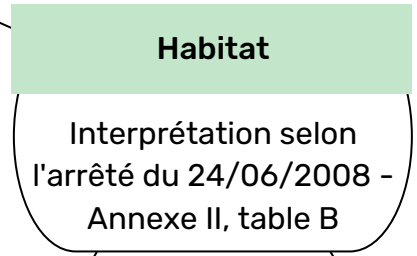 Habitat
Interprétation selon
l'arrêté du 24/06/2008 -
Annexe II, table B